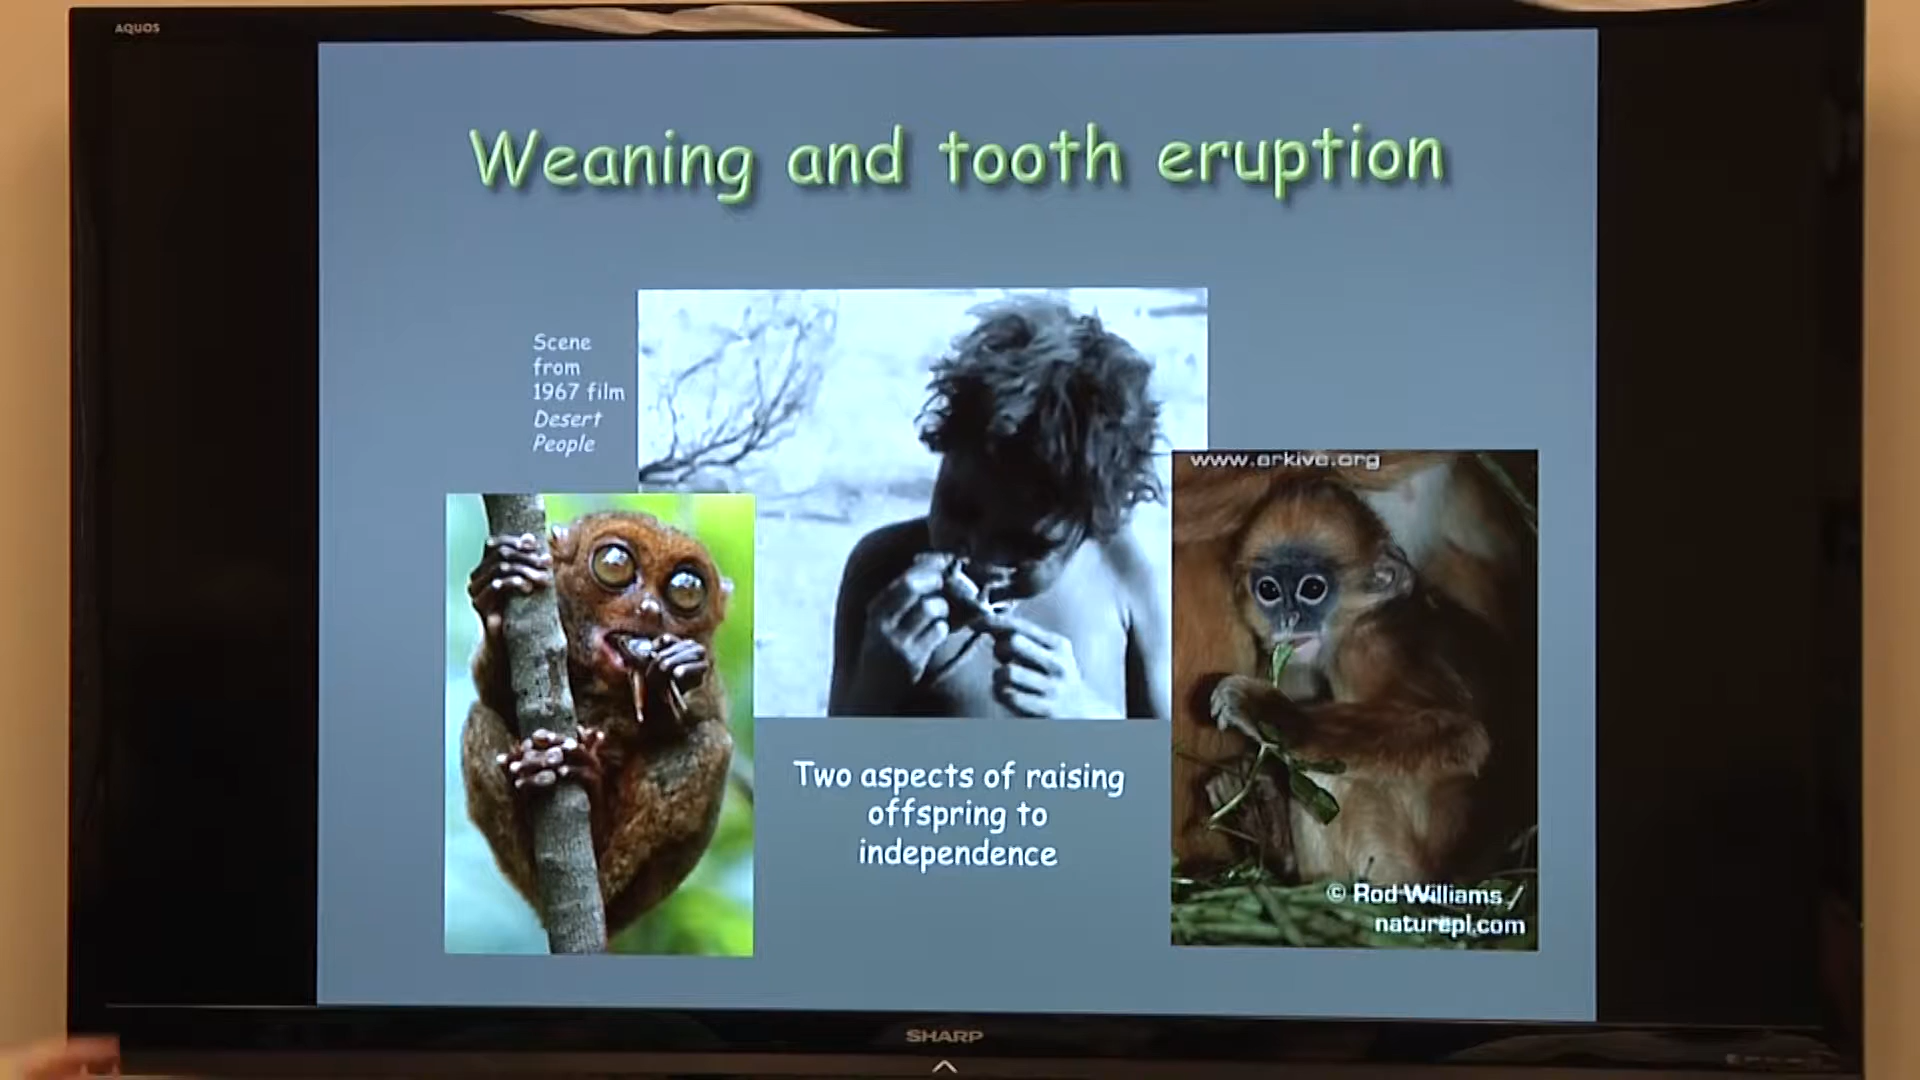 AQUOS
Weaning and tooth eruption
Scene
from
1967 film
Desert
People
www.arkive.org
Two aspects of raising
offspring to
independence
© Rod Williams /
naturepl.com
SHARP